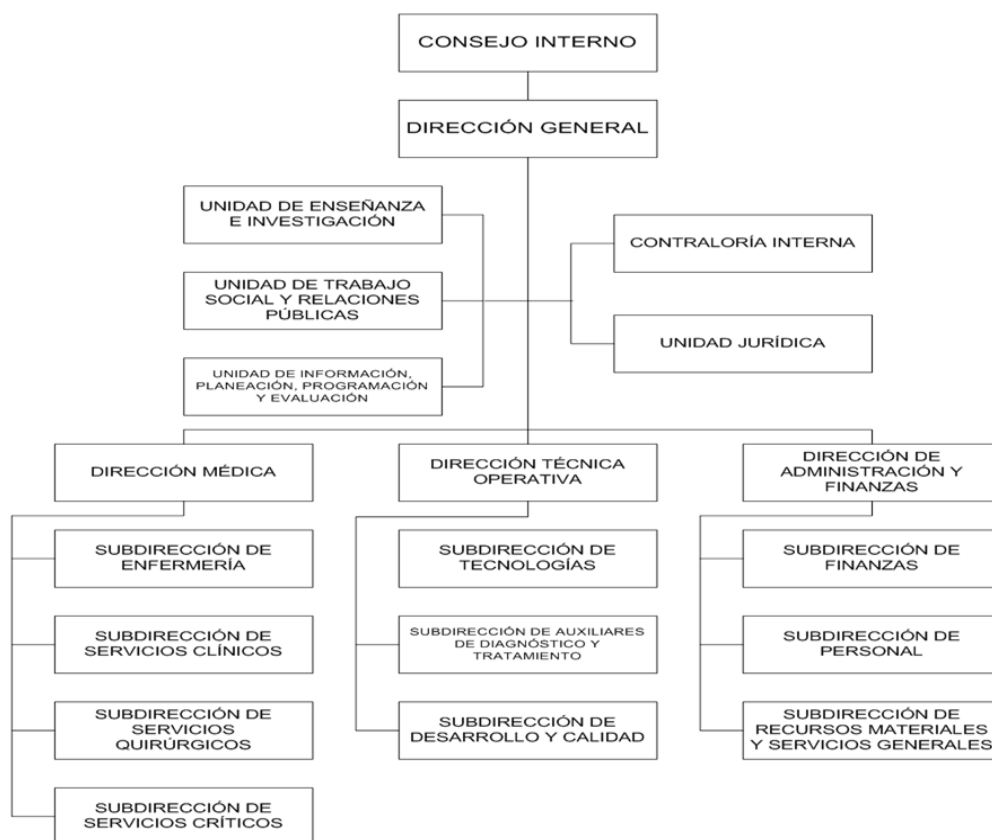 CONSEJO INTERNO
DIRECCIÓN GENERAL
UNIDAD DE ENSEÑANZA
E INVESTIGACIÓN
CONTRALORÍA INTERNA
UNIDAD DE TRABAJO
SOCIAL Y RELACIONES
PÚBLICAS
UNIDAD JURÍDICA
UNIDAD DE INFORMACIÓN,
PLANEACIÓN, PROGRAMACIÓN
Y EVALUACIÓN
DIRECCIÓN MÉDICA
SUBDIRECCIÓN DE
ENFERMERÍA
SUBDIRECCIÓN DE
SERVICIOS CLÍNICOS
SUBDIRECCIÓN DE
SERVICIOS
QUIRÚRGICOS
SUBDIRECCIÓN DE
SERVICIOS CRÍTICOS
DIRECCIÓN TÉCNICA
OPERATIVA
SUBDIRECCIÓN DE
TECNOLOGÍAS
SUBDIRECCIÓN DE AUXILIARES
DE DIAGNÓSTICO Y
TRATAMIENTO
SUBDIRECCIÓN DE
DESARROLLO Y CALIDAD
DIRECCIÓN DE
ADMINISTRACIÓN Y
FINANZAS
SUBDIRECCIÓN DE
FINANZAS
SUBDIRECCIÓN DE
PERSONAL
SUBDIRECCIÓN DE
RECURSOS MATERIALES
Y SERVICIOS GENERALES